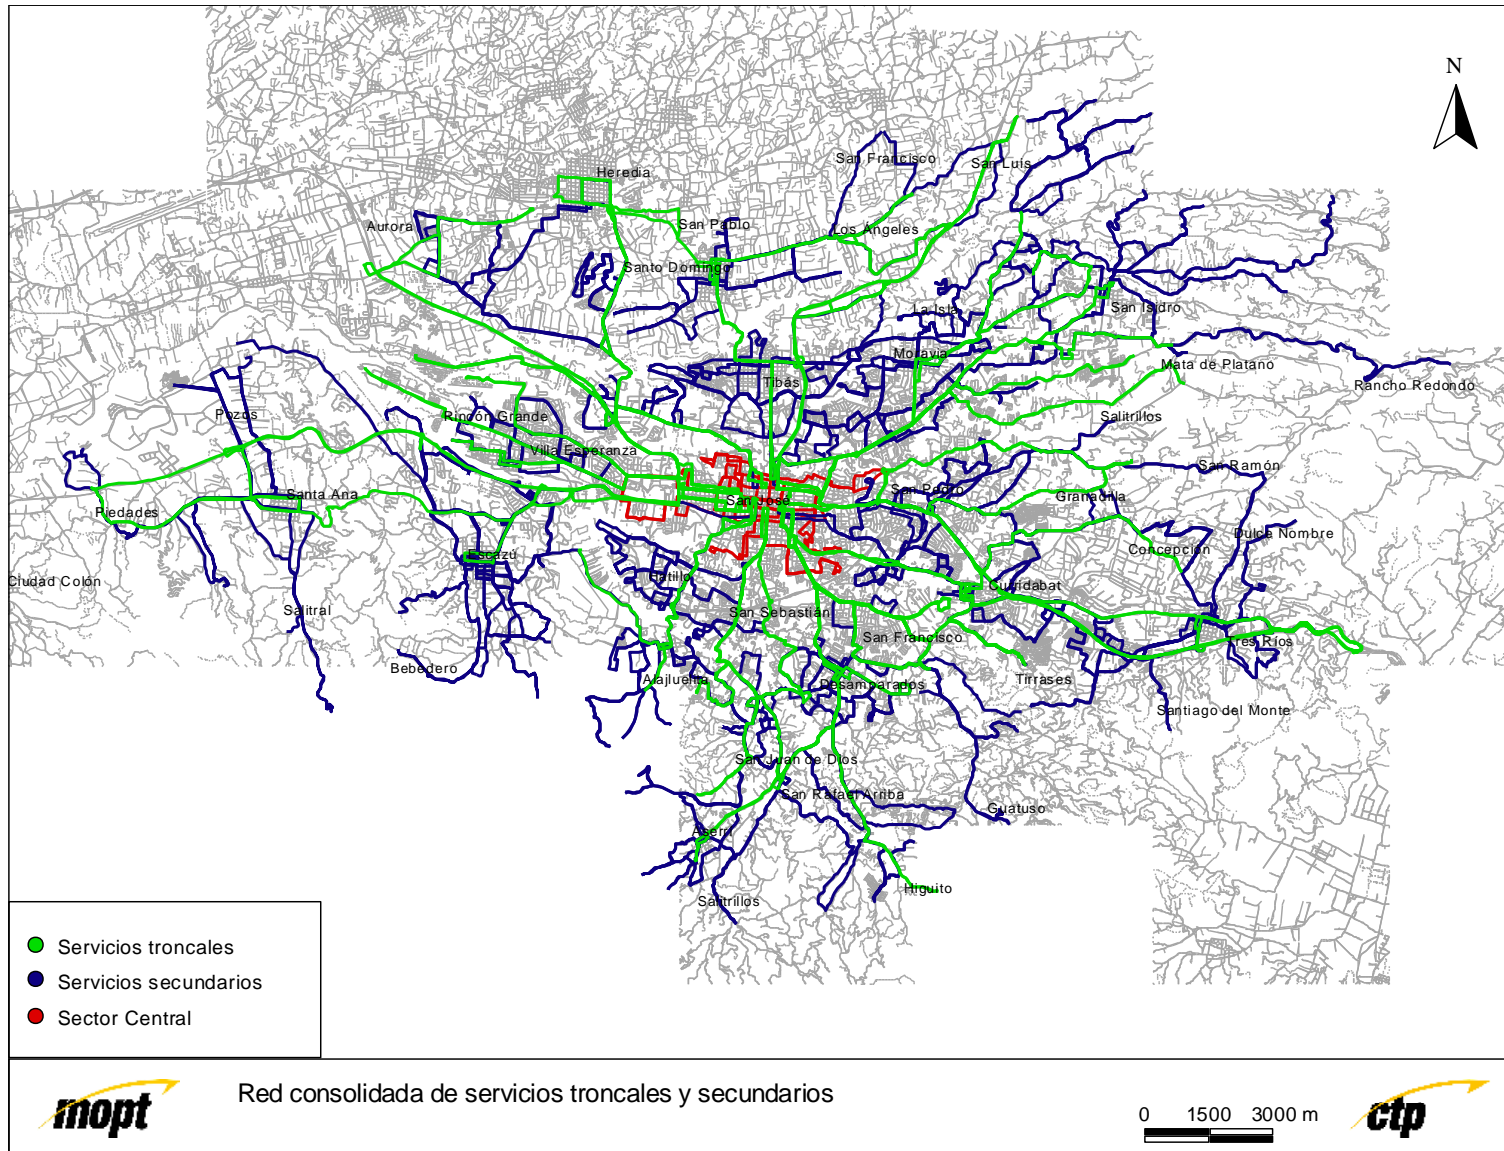 N
San Francisco
San Luís
Heredia
Aurora
San Pablo
Los Angeles
Santo Domingo
La Isla
San Isidro
Moravia
Mata de Platano
Tibás
Rancho Redondo
Pozos
Rincón Grande
Salitrillos
Villa Esperanza
San Ramón
Santa Ana
San José
San Pedro
Granadilla
Piedades
Dulce Nombre
Concepción
Escazú
Ciudad Colón
Hatillo
Curridabat
Salitral
San Sebastián
San Francisco
Tres Ríos
Bebedero
Alajluelita
Desamparados
Tirrases
Santiago del Monte
San Juan de Dios
San Rafael Arriba
Guatuso
Aserrí
Higuito
Salitrillos
Servicios troncales
Servicios secundarios
Sector Central
mopt
Red consolidada de servicios troncales y secundarios
0 1500 3000 m
ctp